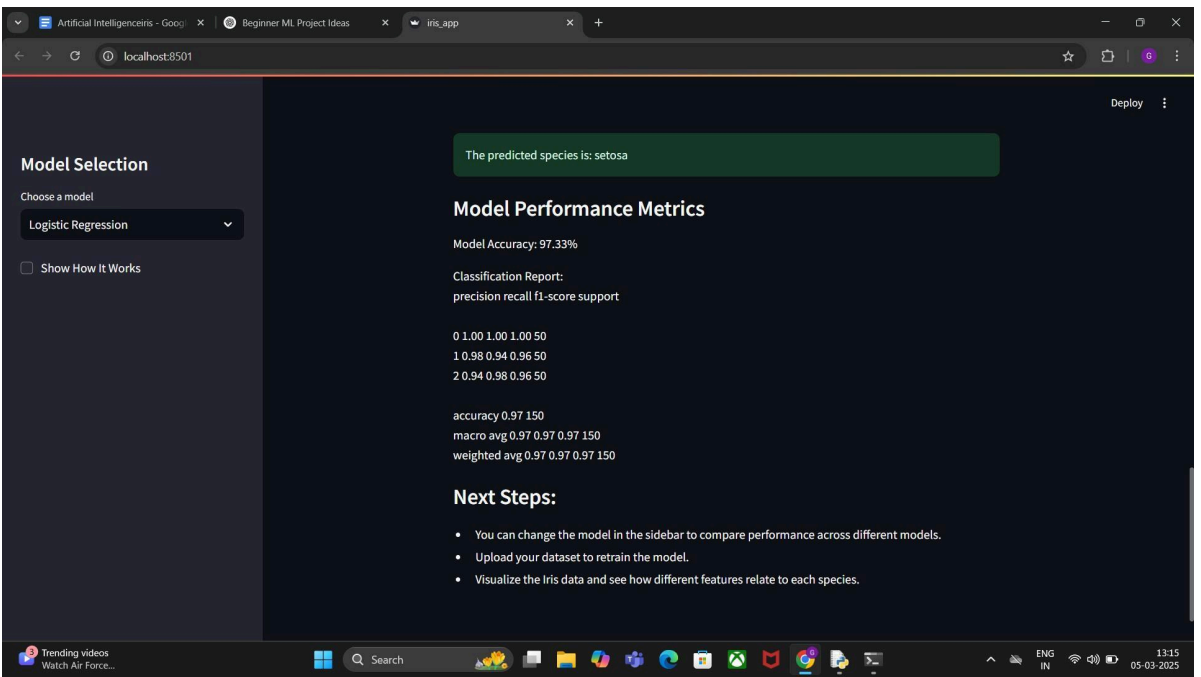 Artificial Intelligenceiris - Goog
Beginner ML Project Ideas
iris_app
localhost:8501
G
Deploy
Model Selection
Choose a model
Logistic Regression
Show How It Works
The predicted species is: setosa
Model Performance Metrics
Model Accuracy: 97.33%
Classification Report:
precision recall f1-score support
0 1.00 1.00 1.00 50
1 0.98 0.94 0.96 50
2 0.94 0.98 0.96 50
accuracy 0.97 150
macro avg 0.97 0.97 0.97 150
weighted avg 0.97 0.97 0.97 150
Next Steps:
• You can change the model in the sidebar to compare performance across different models.
• Upload your dataset to retrain the model.
• Visualize the Iris data and see how different features relate to each species.
3
Trending videos
Watch Air Force...
Search
ENG
IN
13:15
05-03-2025